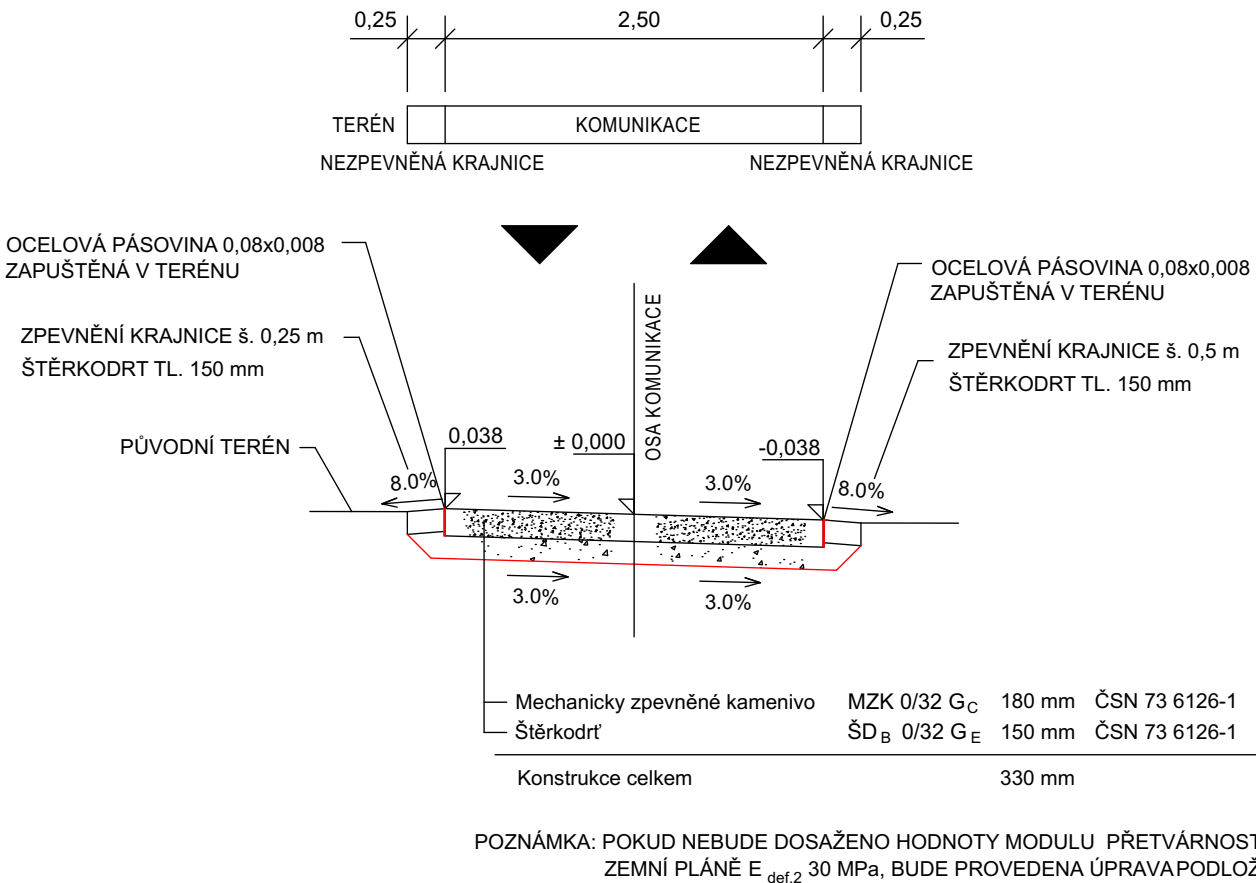 0,25 2,50 0,25
TERÉN KOMUNIKACE
NEZPEVNĚNÁ KRAJNICE NEZPEVNĚNÁ KRAJNICE
OCELOVÁ PÁSOVINA 0,08x0,008
ZAPUŠTĚNÁ V TERÉNU
OCELOVÁ PÁSOVINA 0,08x0,008
ZAPUŠTĚNÁ V TERÉNU
ZPEVNĚNÍ KRAJNICE š. 0,25 m
ŠTĚRKODRT TL. 150 mm
ZPEVNĚNÍ KRAJNICE š. 0,5 m
ŠTĚRKODRT TL. 150 mm
OSA KOMUNIKACE
PŮVODNÍ TERÉN
0,038 ± 0,000 -0,038
8.0% 3.0% 3.0% 8.0%
3.0% 3.0%
Mechanicky zpevněné kamenivo MZK 0/32 GC 180 mm ČSN 73 6126-1
Štěrkodrť ŠDB 0/32 GE 150 mm ČSN 73 6126-1
Konstrukce celkem 330 mm
POZNÁMKA: POKUD NEBUDE DOSAŽENO HODNOTY MODULU PŘETVÁRNOST
ZEMNÍ PLÁNĚ E def.2 30 MPa, BUDE PROVEDENA ÚPRAVA PODLOŽ